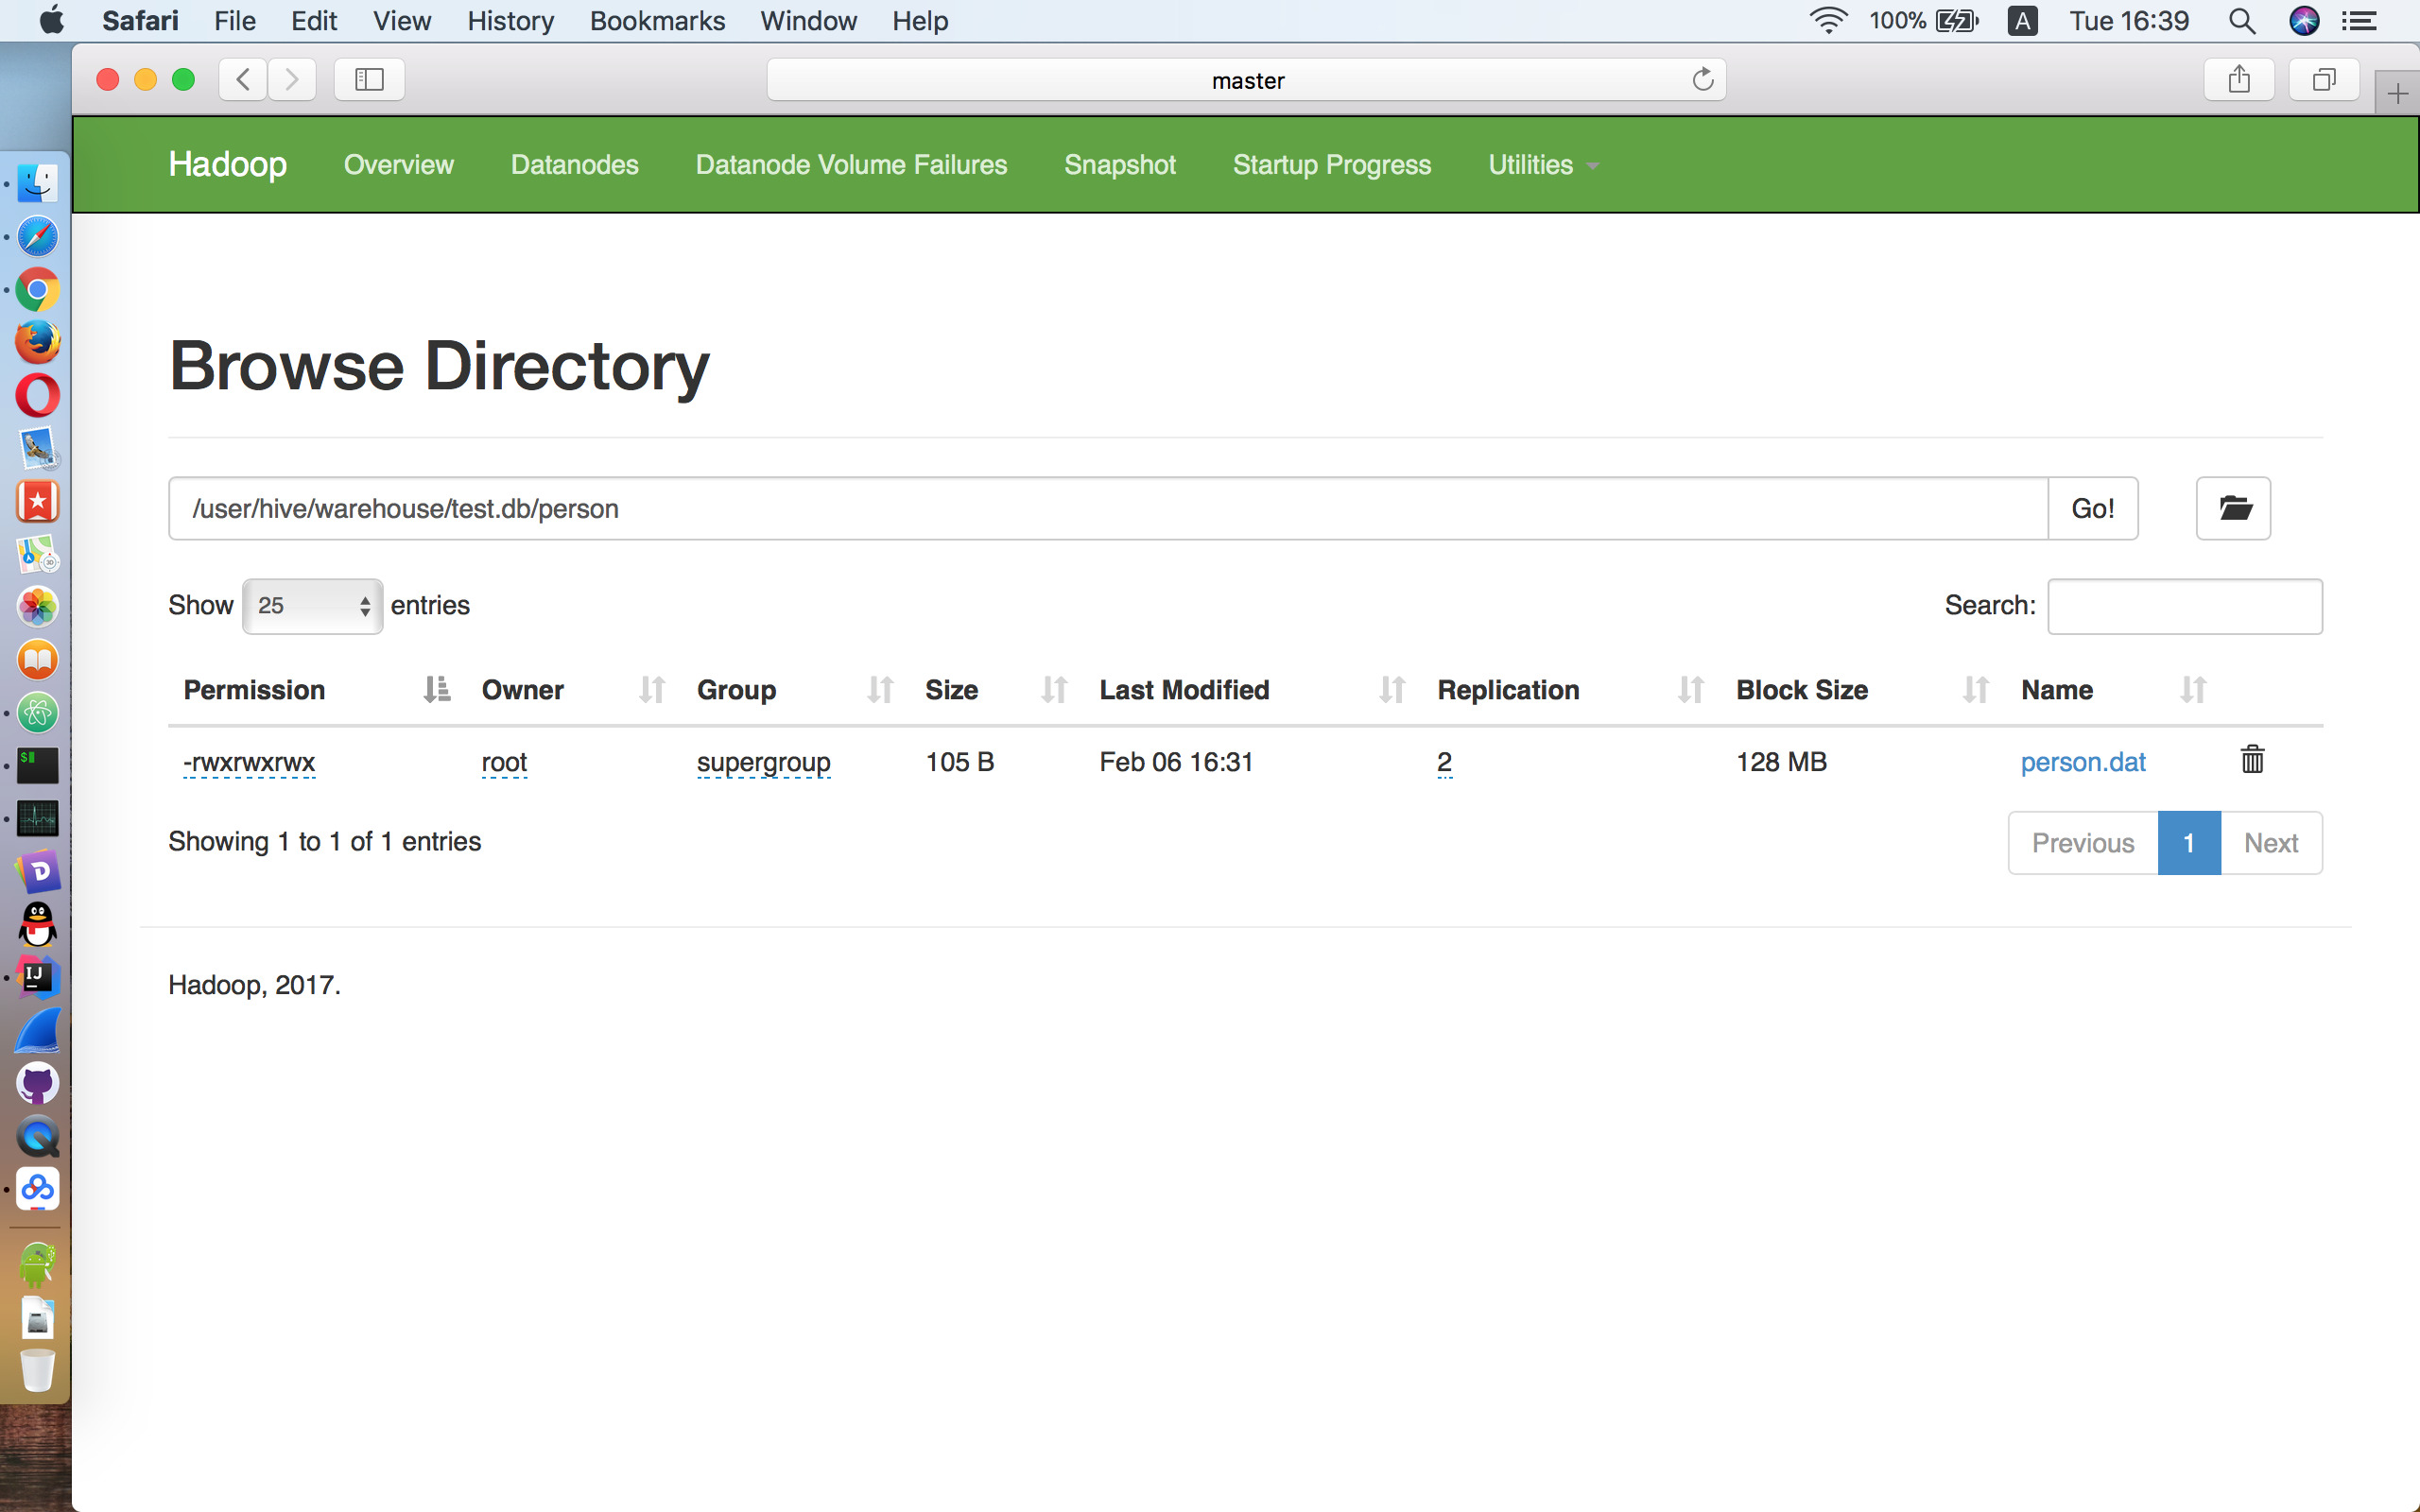 Safari File Edit View History Bookmarks Window Help 100% A Tue 16:39
master
Hadoop Overview Datanodes Datanode Volume Failures Snapshot Startup Progress Utilities
Browse Directory
/user/hive/warehouse/test.db/person Go!
Show 25 entries Search:
Permission Owner Group Size Last Modified Replication Block Size Name
-rwxrwxrwx root supergroup 105 B Feb 06 16:31 2 128 MB person.dat
Showing 1 to 1 of 1 entries Previous 1 Next
Hadoop, 2017.
3D
$
D
IJ